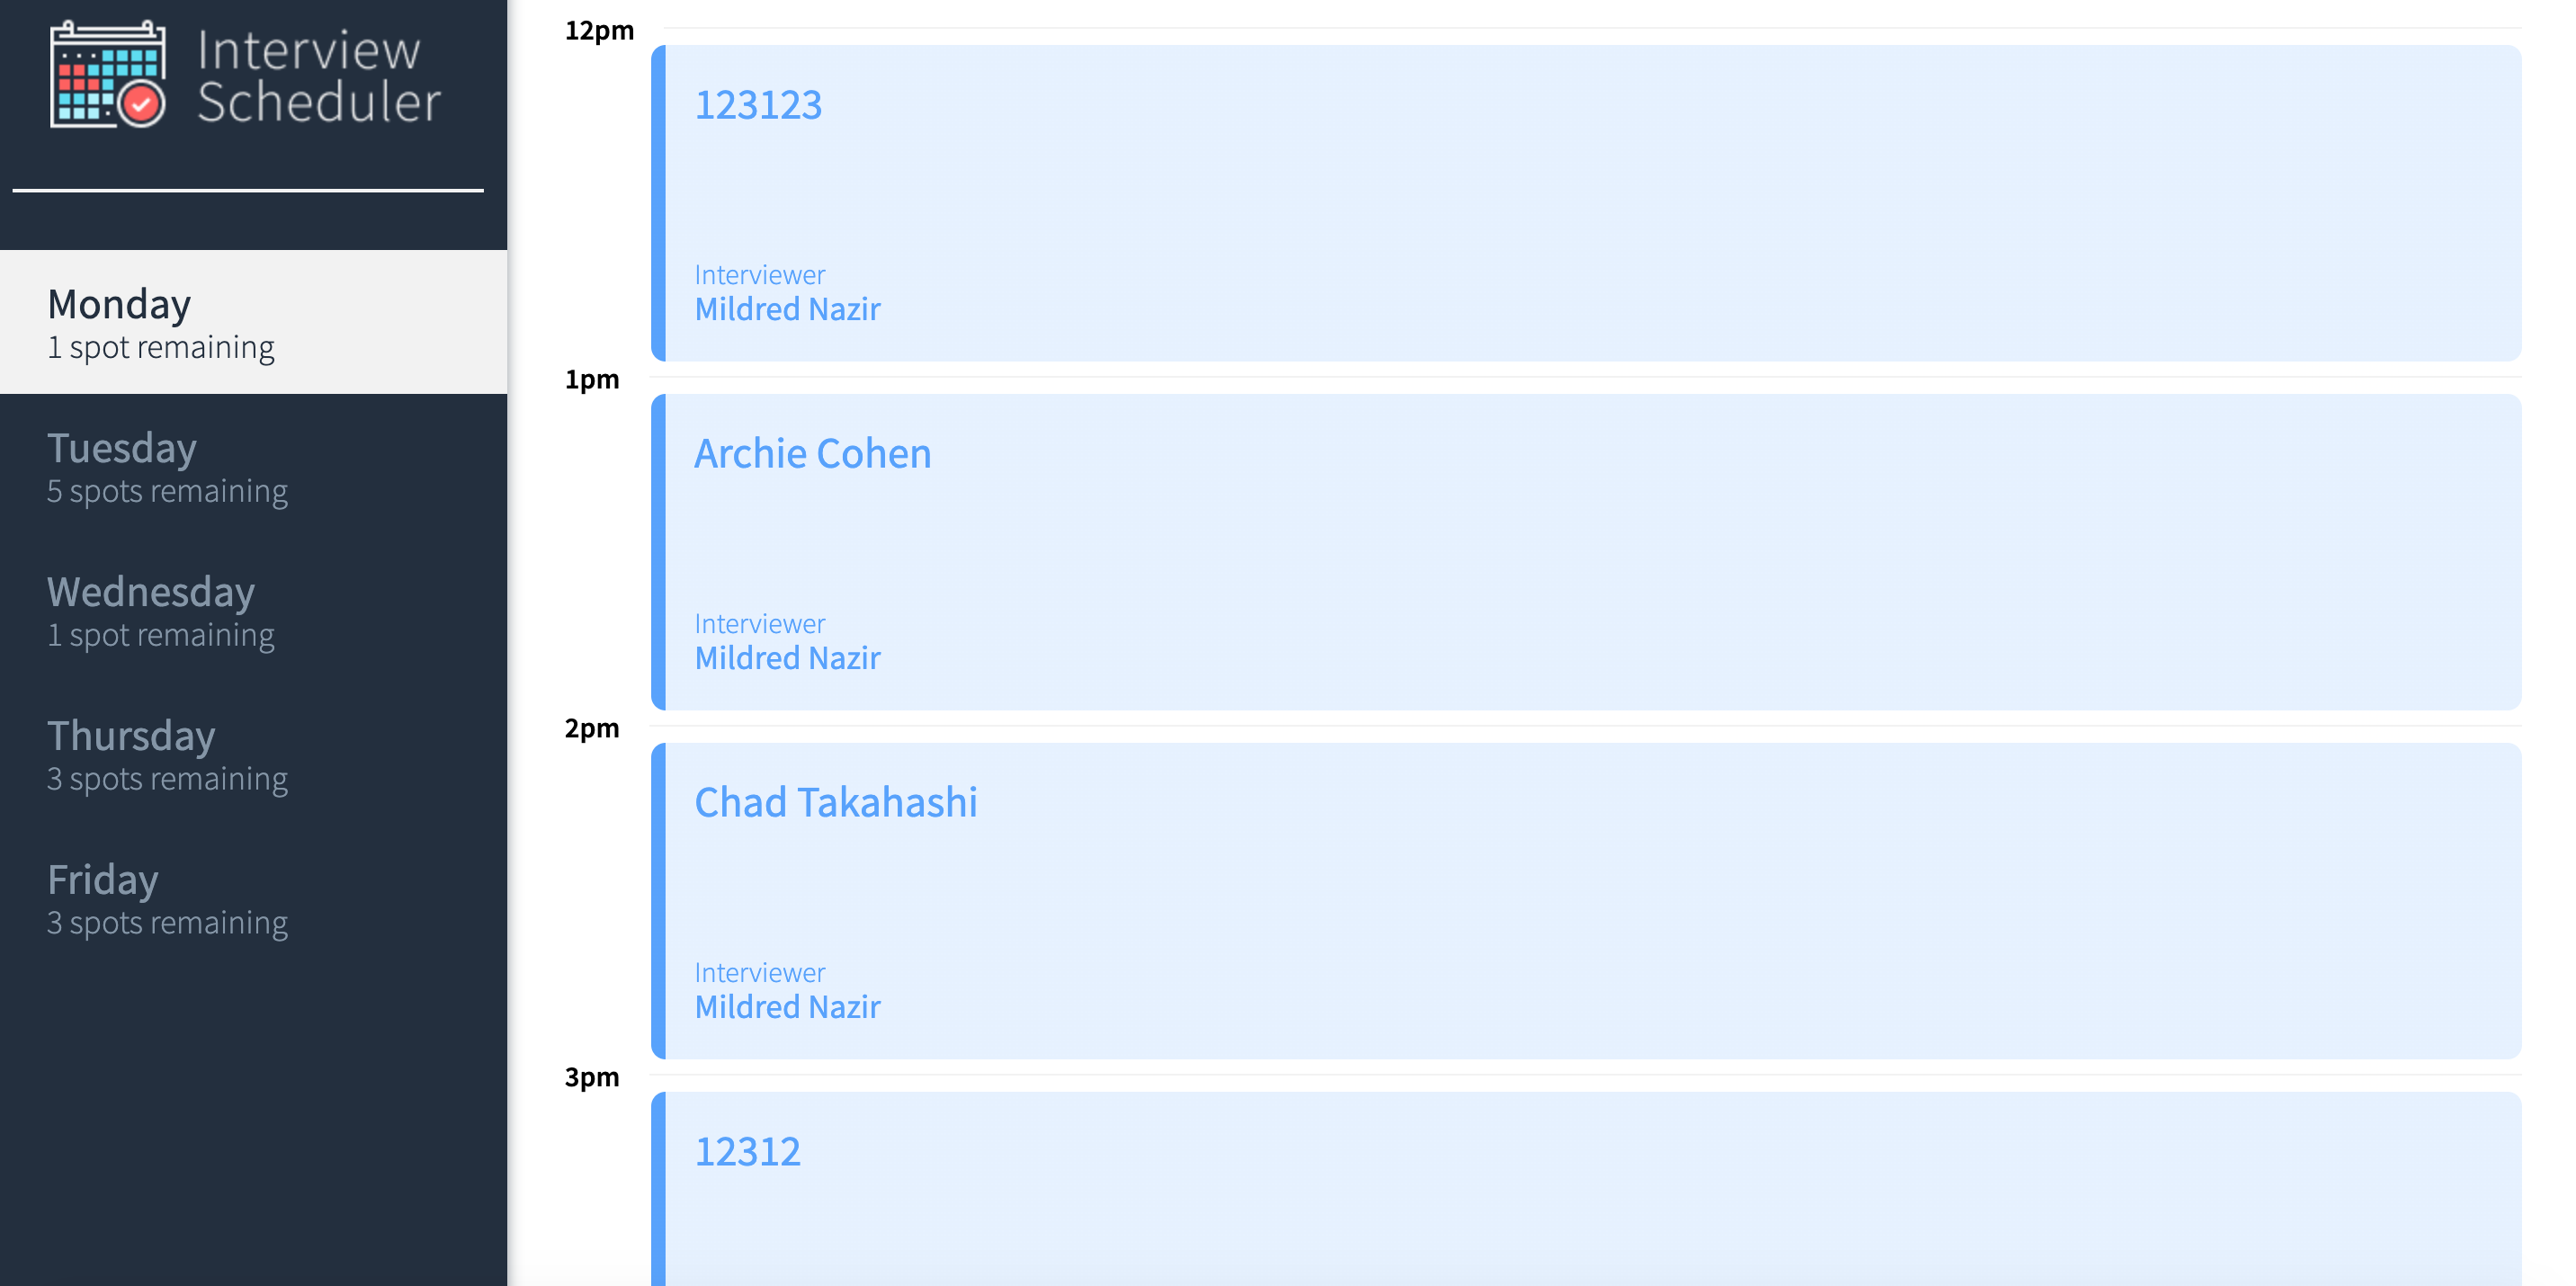 Interview
Scheduler
Monday
1 spot remaining
Tuesday
5 spots remaining
Wednesday
1 spot remaining
Thursday
3 spots remaining
Friday
3 spots remaining
12pm
123123
Interviewer
Mildred Nazir
1pm
Archie Cohen
Interviewer
Mildred Nazir
2pm
Chad Takahashi
Interviewer
Mildred Nazir
3pm
12312